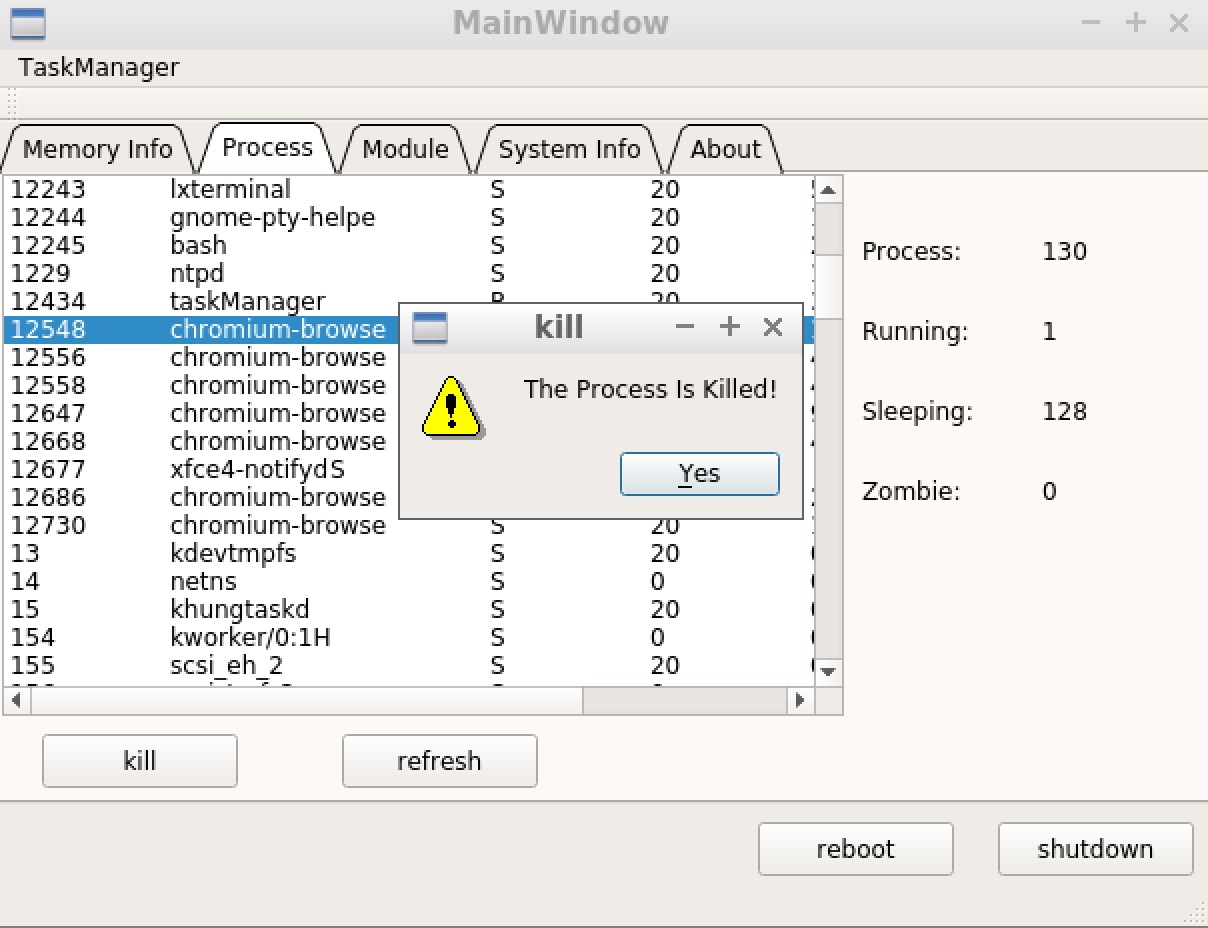 MainWindow
TaskManager
Memory Info Process Module System Info About
12243 lxterminal S 20
12244 gnome-pty-helpe S 20
12245 bash S 20
1229 ntpd S 20
12434 taskManager R 20
12548 chromium-browse
12556 chromium-browse
12558 chromium-browse
12647 chromium-browse
12668 chromium-browse
12677 xfce4-notifyd S
12686 chromium-browse
12730 chromium-browse S 20
13 kdevtmpfs S 20
14 netns S 0
15 khungtaskd S 20
154 kworker/0:1H S 0
155 scsi_eh_2 S 20
kill
The Process Is Killed!
Yes
Process: 130
Running: 1
Sleeping: 128
Zombie: 0
kill refresh
reboot shutdown